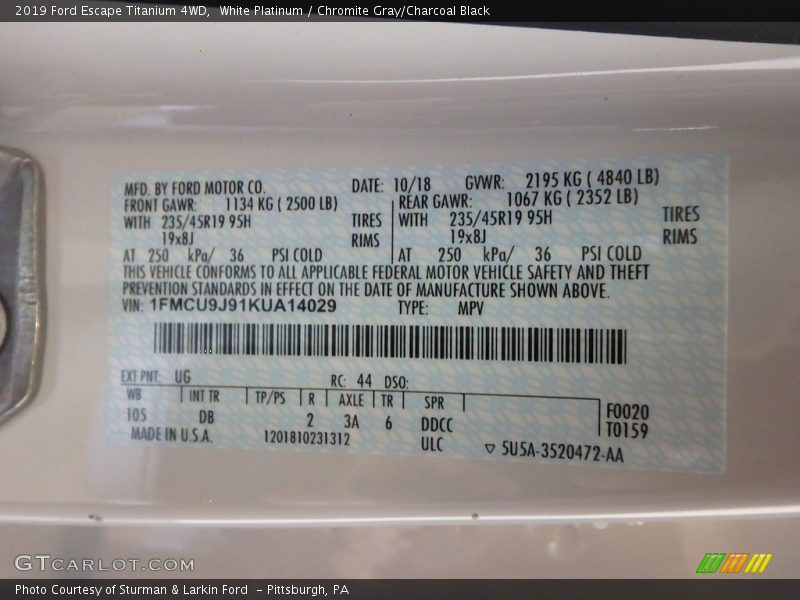 2019 Ford Escape Titanium 4WD, White Platinum / Chromite Gray/Charcoal Black
MFD. BY FORD MOTOR CO. DATE: 10/18 GVWR: 2195 KG ( 4840 LB)
FRONT GAWR: 1134 KG ( 2500 LB) REAR GAWR: 1067 KG ( 2352 LB)
WITH 235/45R19 95H TIRES WITH 235/45R19 95H TIRES
19x8J RIMS 19x8J RIMS
AT 250 kPa/ 36 PSI COLD AT 250 kPa/ 36 PSI COLD
THIS VEHICLE CONFORMS TO ALL APPLICABLE FEDERAL MOTOR VEHICLE SAFETY AND THEFT
PREVENTION STANDARDS IN EFFECT ON THE DATE OF MANUFACTURE SHOWN ABOVE.
VIN: 1FMCU9J91KUA14029 TYPE: MPV
EXT PNT: UG RC: 44 DSO:
WB INT TR TP/PS R AXLE TR SPR F0020
105 DB 2 3A 6 DDCC T0159
MADE IN U.S.A. 1201810231312 ULC ▽ 5U5A-3520472-AA
GTCARLOT.COM
Photo Courtesy of Sturman & Larkin Ford - Pittsburgh, PA